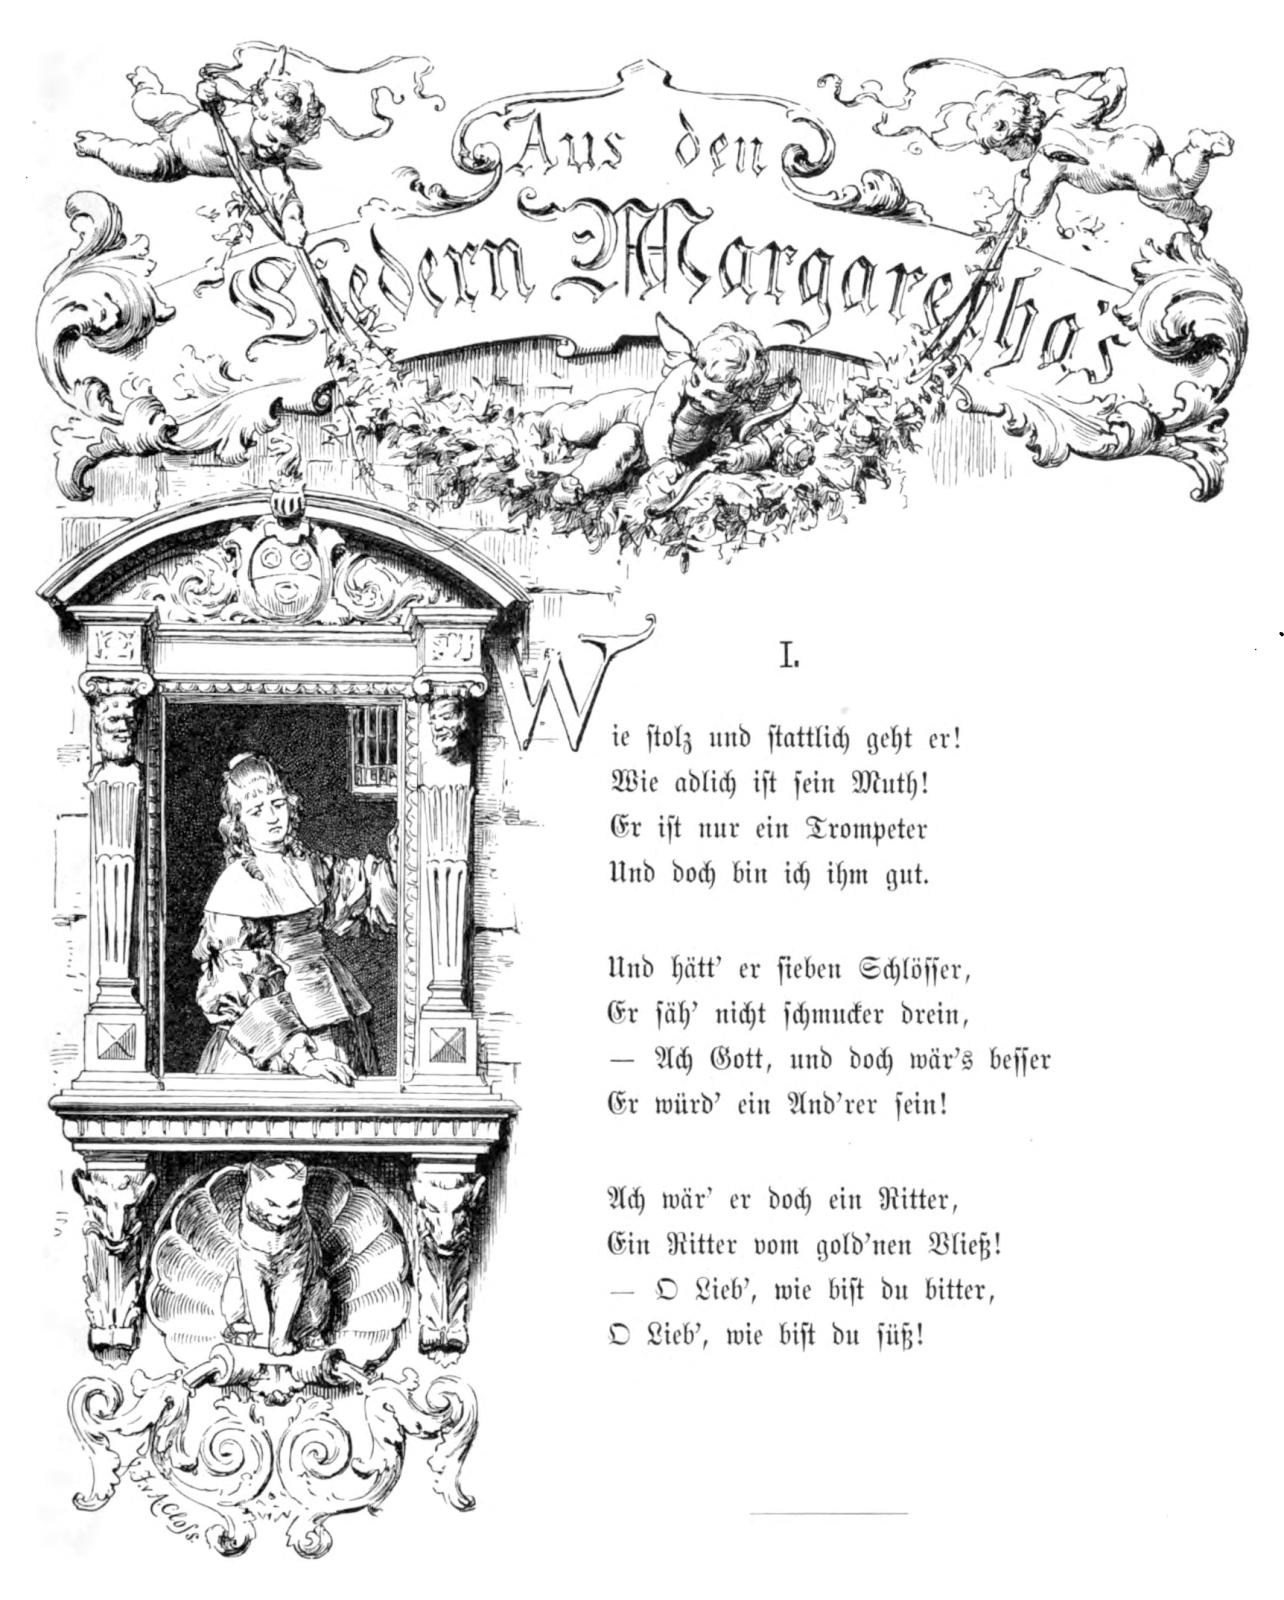 Aus den
Liedern Margaretha's
I.
Wie stolz und stattlich geht er!
Wie adlich ist sein Muth!
Er ist nur ein Trompeter
Und doch bin ich ihm gut.
Und hätt' er sieben Schlösser,
Er säh' nicht schmucker drein,
— Ach Gott, und doch wär's besser
Er würd' ein And'rer sein!
Ach wär' er doch ein Ritter,
Ein Ritter vom gold'nen Vließ!
— O Lieb', wie bist du bitter,
O Lieb', wie bist du süß!